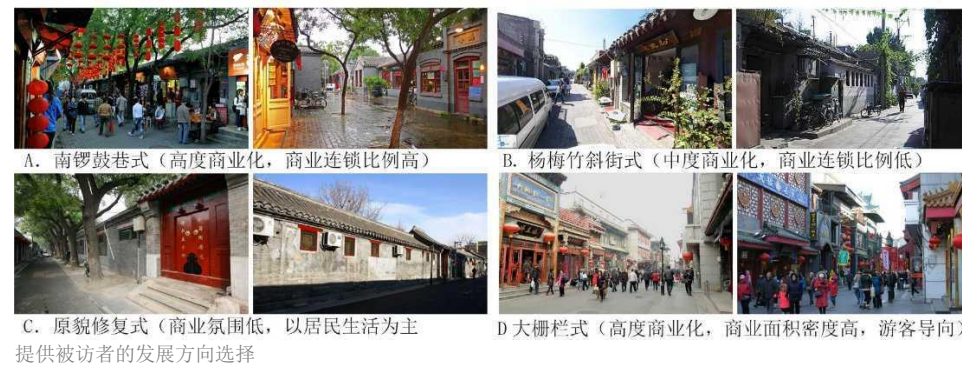 A. 南锣鼓巷式（高度商业化，商业连锁比例高）
B. 杨梅竹斜街式（中度商业化，商业连锁比例低）
C. 原貌修复式（商业氛围低，以居民生活为主
D大栅栏式（高度商业化，商业面积密度高，游客导向）
提供被访者的发展方向选择